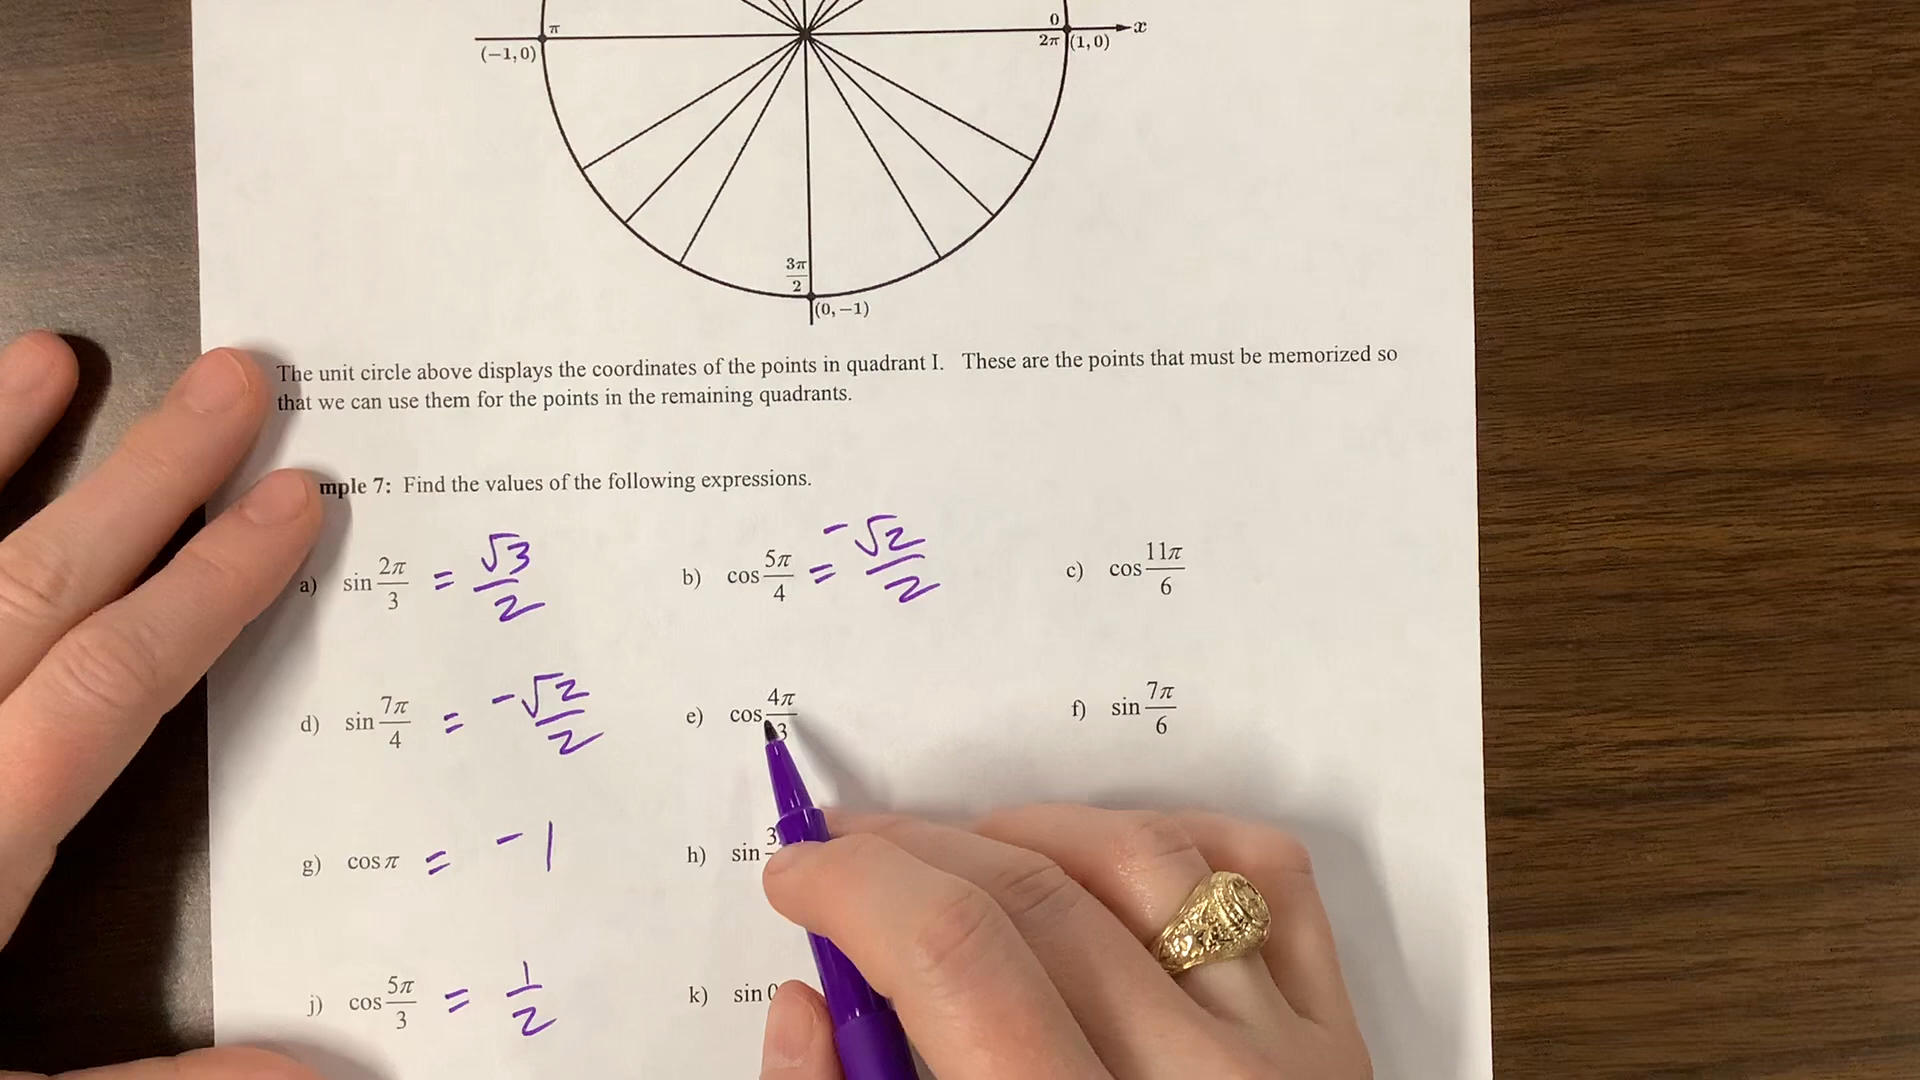 π
0
x
(−1,0)
2π
(1,0)
3π/2
(0,−1)
The unit circle above displays the coordinates of the points in quadrant I. These are the points that must be memorized so
that we can use them for the points in the remaining quadrants.
mple 7: Find the values of the following expressions.
a) sin 2π/3 = √3/2
b) cos 5π/4 = -√2/2
c) cos 11π/6
d) sin 7π/4 = -√2/2
e) cos 4π/3
f) sin 7π/6
g) cos π = -1
h) sin 3
j) cos 5π/3 = 1/2
k) sin 0